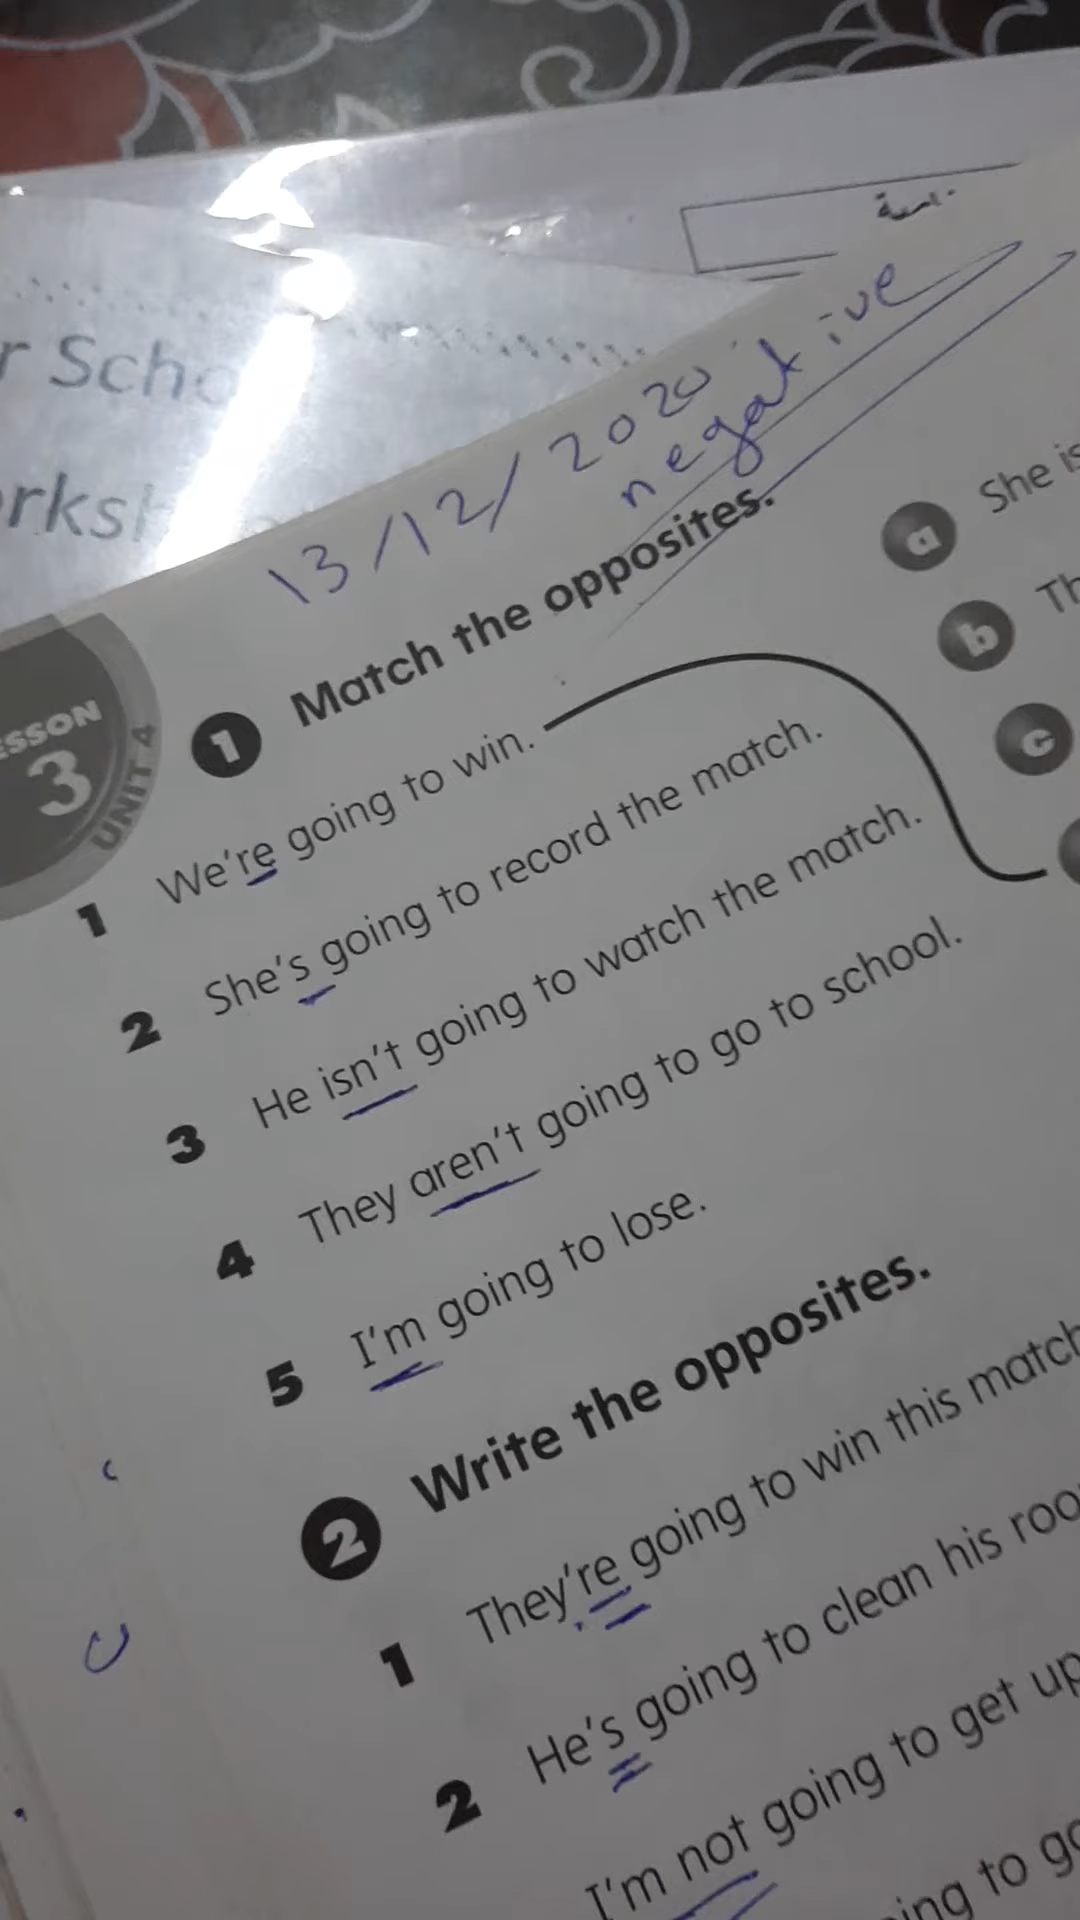 r Scho
orksh
13/12/2020
negative
LESSON
3
UNIT 4
1 Match the opposites.
1 We're going to win.
2 She's going to record the match.
3 He isn't going to watch the match.
4 They aren't going to go to school.
5 I'm going to lose.
a She is
b Th
c
2 Write the opposites.
1 They're going to win this match
2 He's going to clean his roo
I'm not going to get up
ing to go